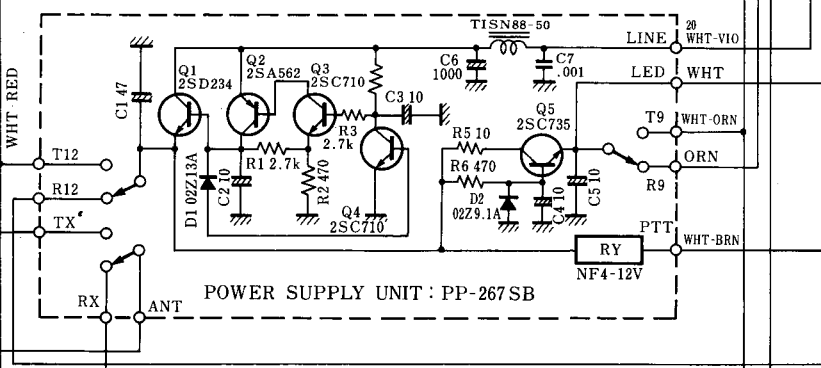 TISN88-50
20
LINE
WHT-VIO
Q1
2SD234
Q2
2SA562
Q3
2SC710
C6
1000
C7
.001
LED
WHT
C1 47
WHT-RED
C3 10
R3
2.7k
Q5
2SC735
T9
WHT-ORN
T12
R1 2.7k
R5 10
R6 470
ORN
R9
R12
D1 02Z13A
C2 10
R2 470
Q4
2SC710
D2
02Z9.1A
C4 10
C5 10
TX
PTT
WHT-BRN
RY
NF4-12V
RX
ANT
POWER SUPPLY UNIT : PP-267SB